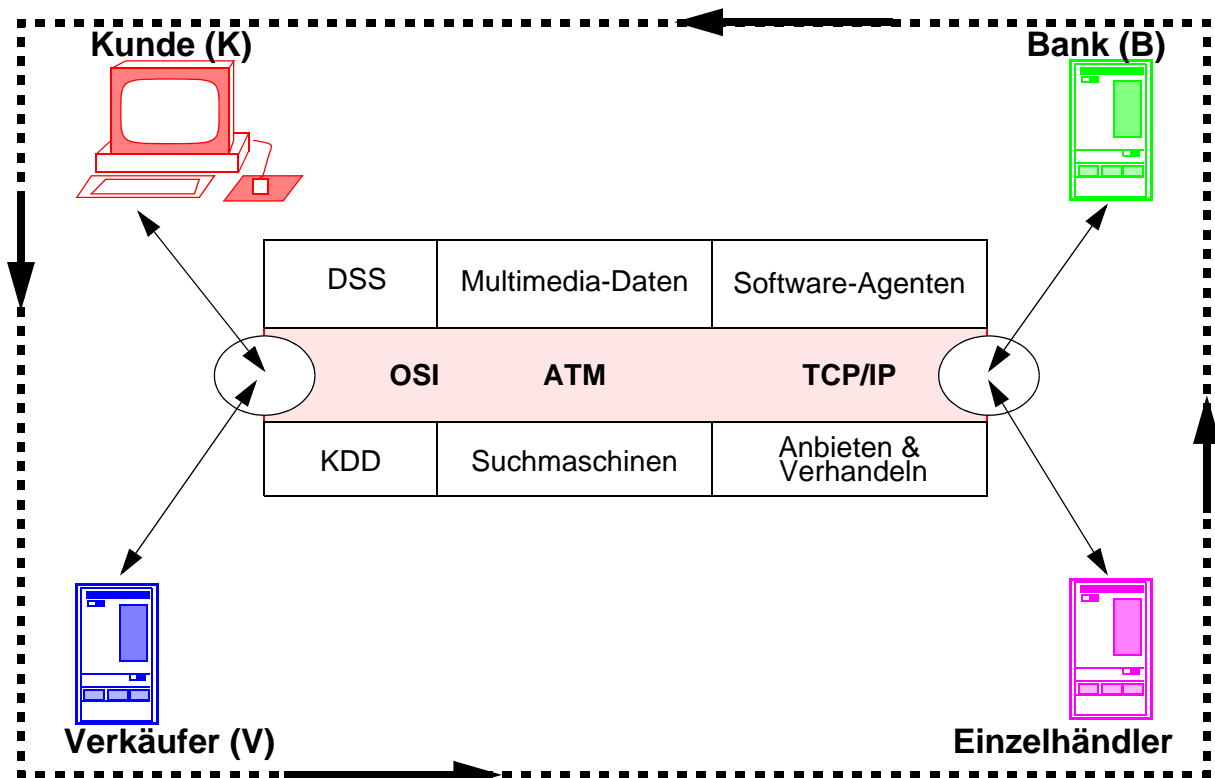 Kunde (K)
Bank (B)
DSS
Multimedia-Daten
Software-Agenten
OSI
ATM
TCP/IP
KDD
Suchmaschinen
Anbieten &
Verhandeln
Verkäufer (V)
Einzelhändler